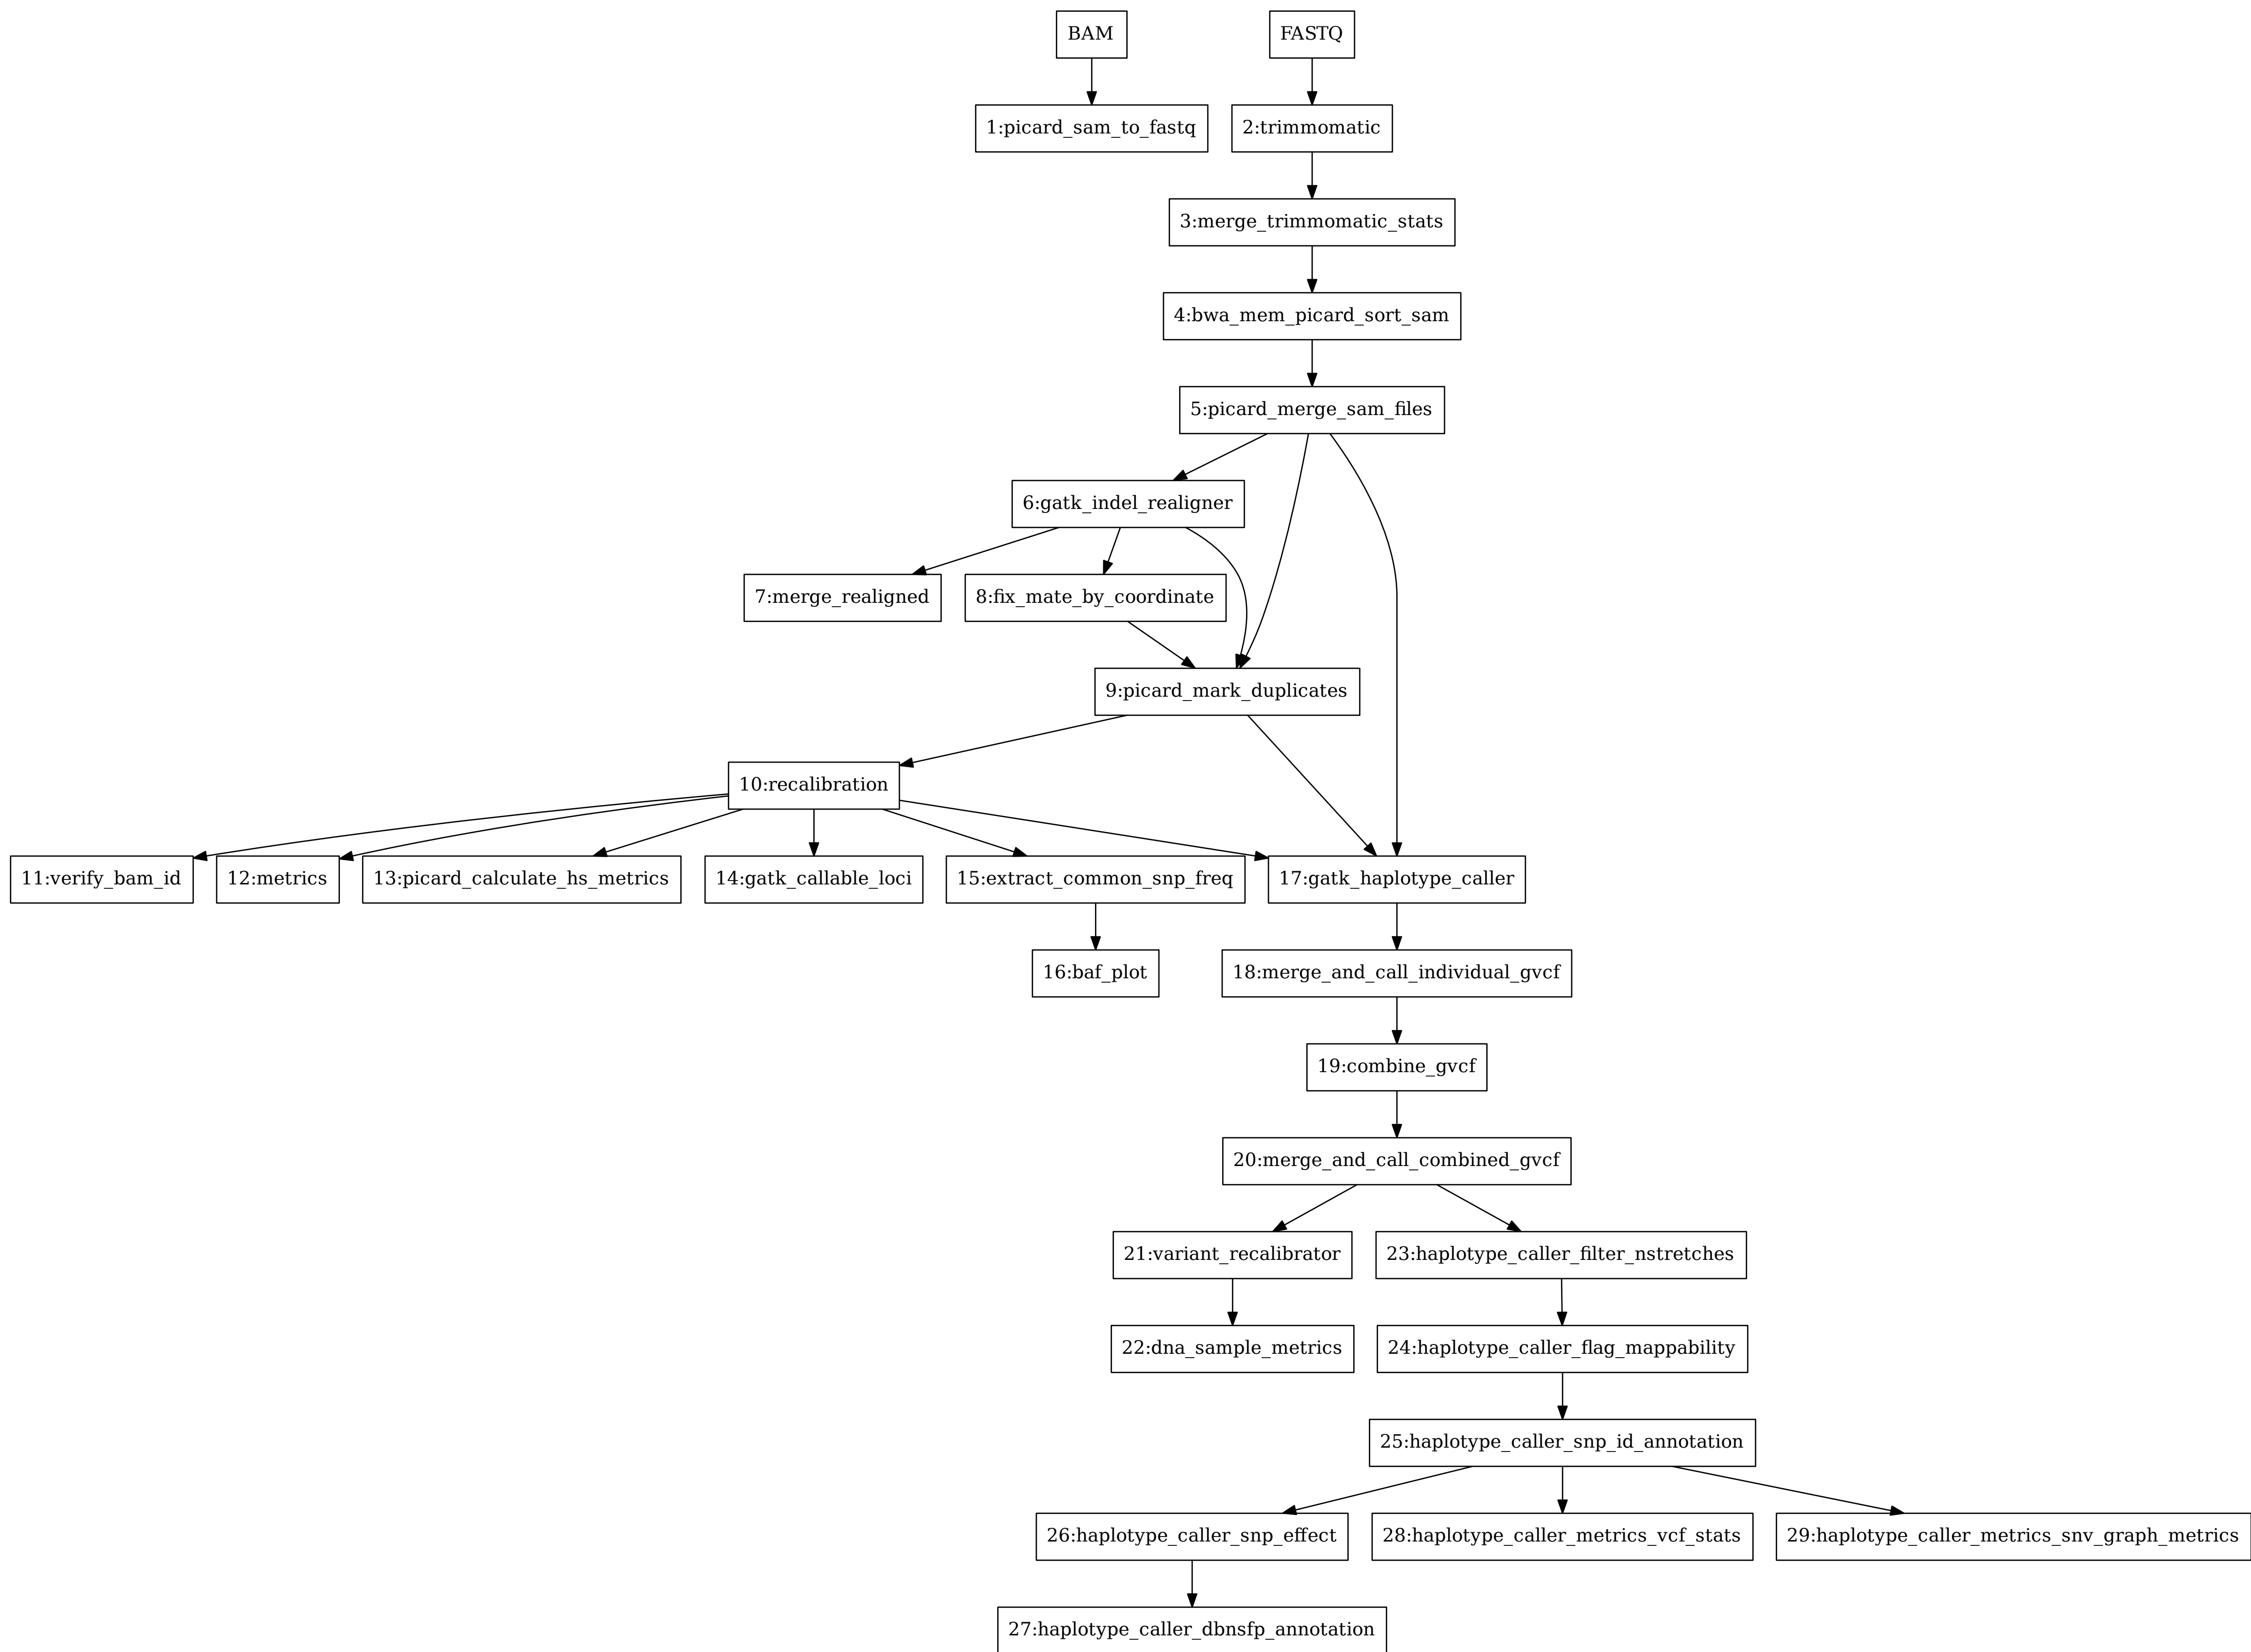 BAM
FASTQ
1:picard_sam_to_fastq
2:trimmomatic
3:merge_trimmomatic_stats
4:bwa_mem_picard_sort_sam
5:picard_merge_sam_files
6:gatk_indel_realigner
7:merge_realigned
8:fix_mate_by_coordinate
9:picard_mark_duplicates
10:recalibration
11:verify_bam_id
12:metrics
13:picard_calculate_hs_metrics
14:gatk_callable_loci
15:extract_common_snp_freq
17:gatk_haplotype_caller
16:baf_plot
18:merge_and_call_individual_gvcf
19:combine_gvcf
20:merge_and_call_combined_gvcf
21:variant_recalibrator
23:haplotype_caller_filter_nstretches
22:dna_sample_metrics
24:haplotype_caller_flag_mappability
25:haplotype_caller_snp_id_annotation
26:haplotype_caller_snp_effect
28:haplotype_caller_metrics_vcf_stats
29:haplotype_caller_metrics_snv_graph_metrics
27:haplotype_caller_dbnsfp_annotation